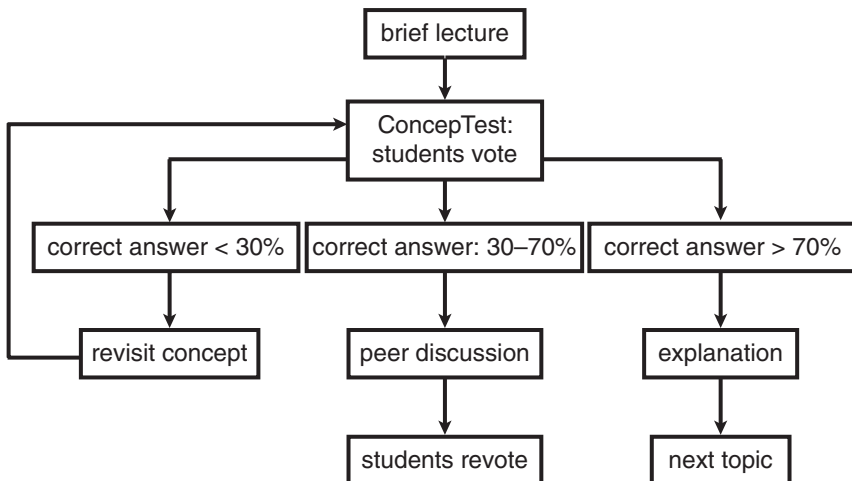 brief lecture
ConcepTest:
students vote
correct answer < 30%
correct answer: 30–70%
correct answer > 70%
revisit concept
peer discussion
explanation
students revote
next topic